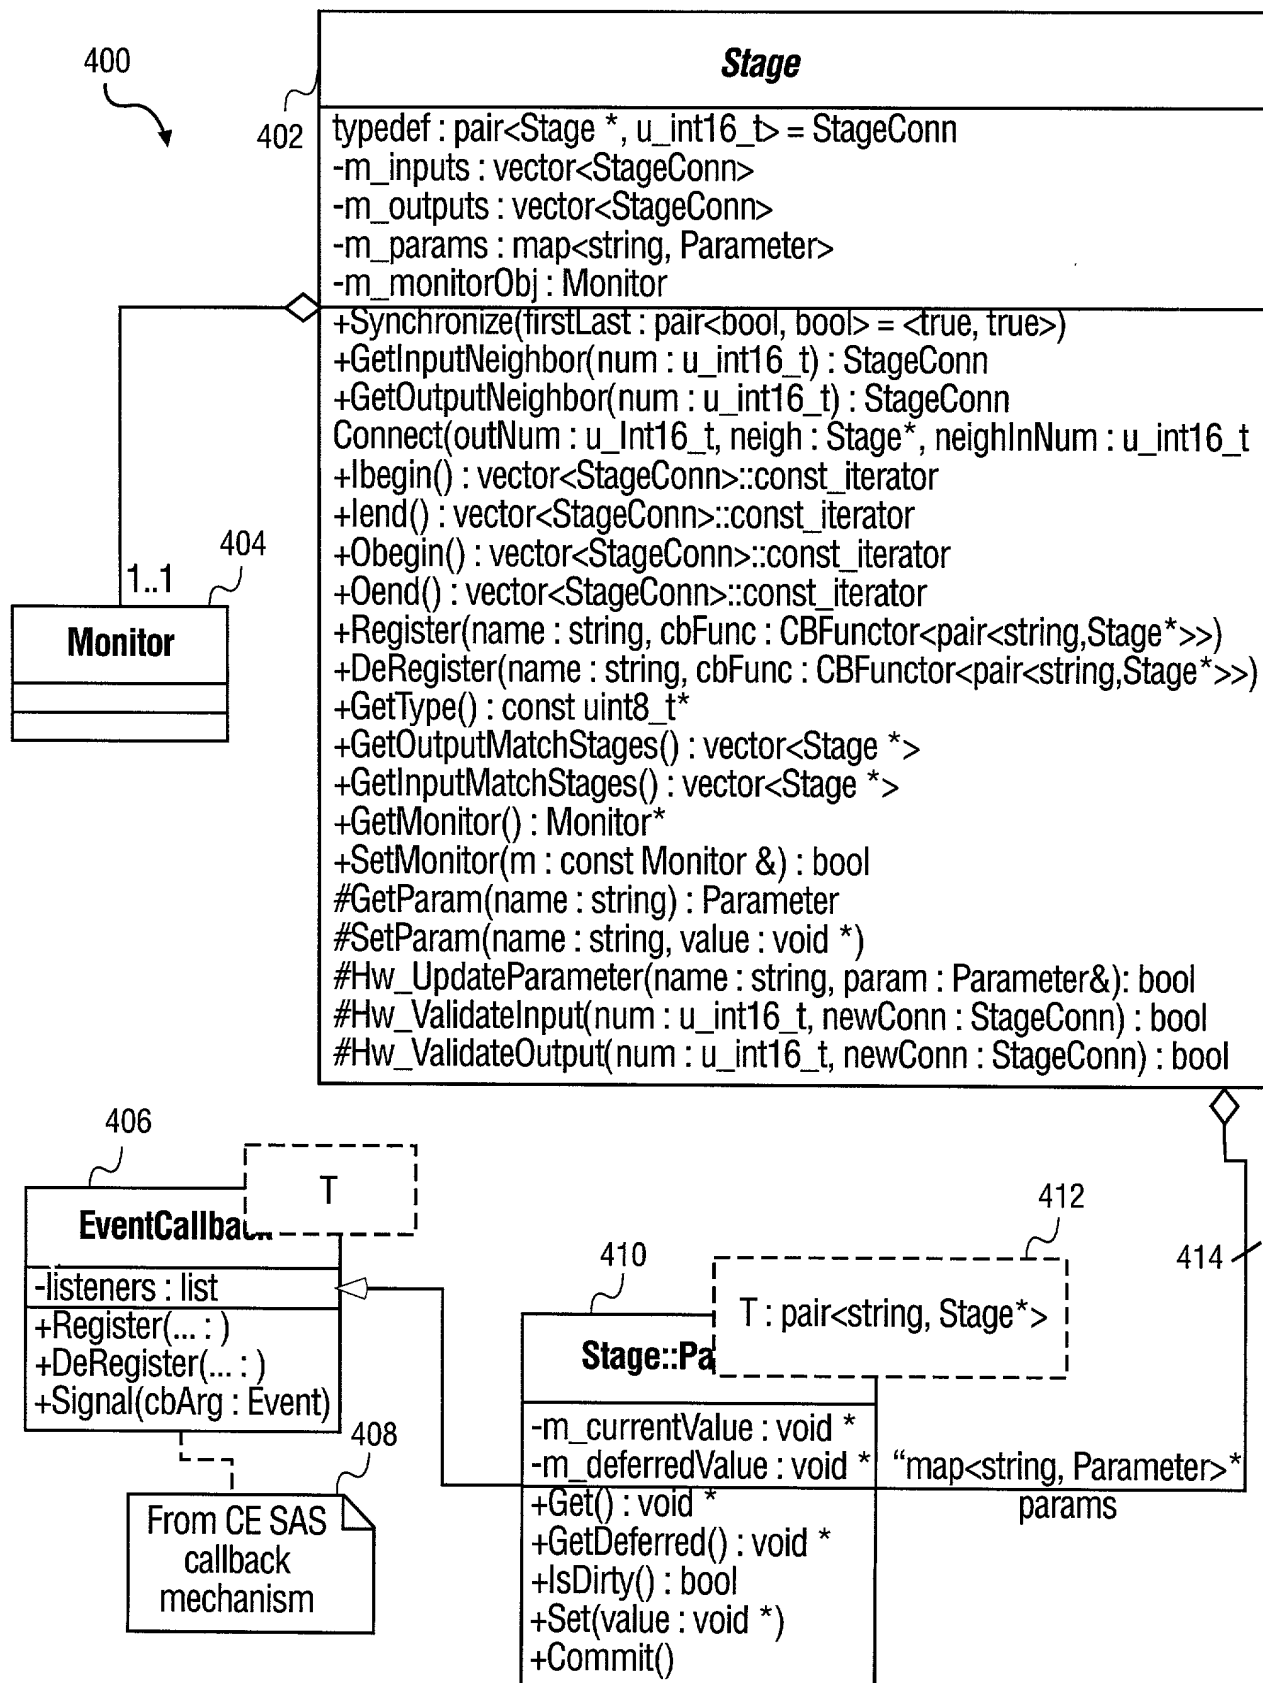 400
402
Stage
typedef : pair<Stage *, u_int16_t> = StageConn
-m_inputs : vector<StageConn>
-m_outputs : vector<StageConn>
-m_params : map<string, Parameter>
-m_monitorObj : Monitor
+Synchronize(firstLast : pair<bool, bool> = <true, true>)
+GetInputNeighbor(num : u_int16_t) : StageConn
+GetOutputNeighbor(num : u_int16_t) : StageConn
Connect(outNum : u_Int16_t, neigh : Stage*, neighInNum : u_int16_t
+Ibegin() : vector<StageConn>::const_iterator
+Iend() : vector<StageConn>::const_iterator
+Obegin() : vector<StageConn>::const_iterator
+Oend() : vector<StageConn>::const_iterator
+Register(name : string, cbFunc : CBFunctor<pair<string,Stage*>>)
+DeRegister(name : string, cbFunc : CBFunctor<pair<string,Stage*>>)
+GetType() : const uint8_t*
+GetOutputMatchStages() : vector<Stage *>
+GetInputMatchStages() : vector<Stage *>
+GetMonitor() : Monitor*
+SetMonitor(m : const Monitor &) : bool
#GetParam(name : string) : Parameter
#SetParam(name : string, value : void *)
#Hw_UpdateParameter(name : string, param : Parameter&): bool
#Hw_ValidateInput(num : u_int16_t, newConn : StageConn) : bool
#Hw_ValidateOutput(num : u_int16_t, newConn : StageConn) : bool
1..1
404
Monitor
406
T
EventCallback
-listeners : list
+Register(... : )
+DeRegister(... : )
+Signal(cbArg : Event)
408
From CE SAS
callback
mechanism
410
412
T : pair<string, Stage*>
Stage::Pa
-m_currentValue : void *
-m_deferredValue : void *
+Get() : void *
+GetDeferred() : void *
+IsDirty() : bool
+Set(value : void *)
+Commit()
414
“map<string, Parameter>*
params